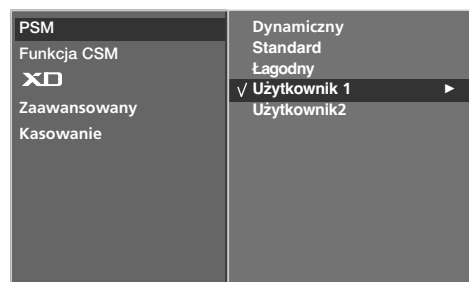 PSM
Funkcja CSM
XD
Zaawansowany
Kasowanie
Dynamiczny
Standard
Łagodny
√ Użytkownik 1 ►
Użytkownik2